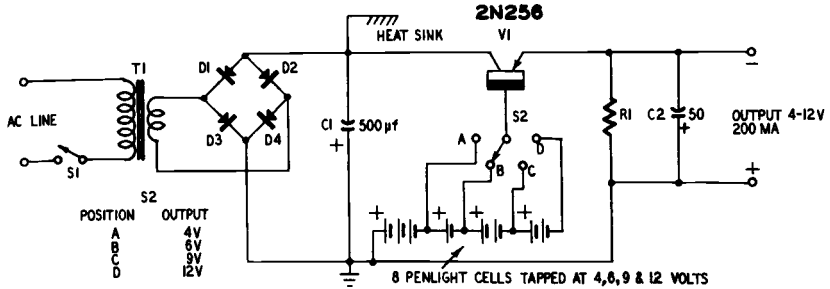 2N256
V1
HEAT SINK
T1
D1
D2
D3
D4
AC LINE
S1
C1
500µf
+
S2
A
B
C
D
R1
C2
50
+
−
OUTPUT 4-12V
200 MA
+
S2
POSITION OUTPUT
A 4V
B 6V
C 9V
D 12V
+
+
+
+
8 PENLIGHT CELLS TAPPED AT 4,6,9 & 12 VOLTS